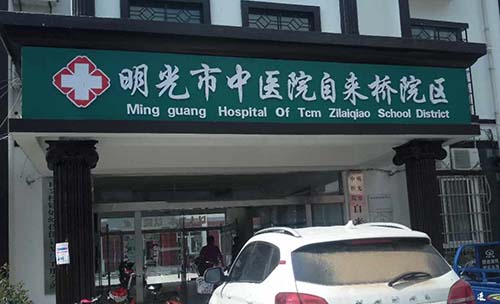 明光市中医院自来桥院区
Ming guang Hospital Of Tcm Zilaiqiao School District